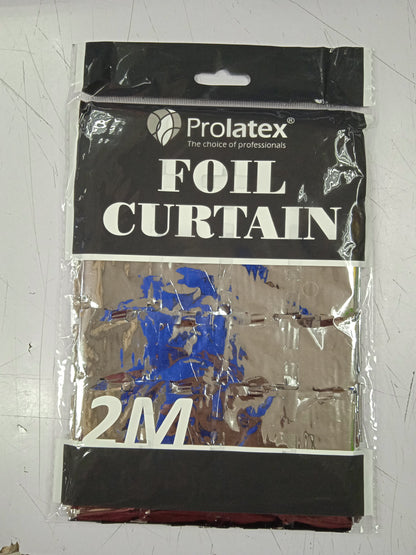 Prolatex®
The choice of professionals
FOIL
CURTAIN
2M